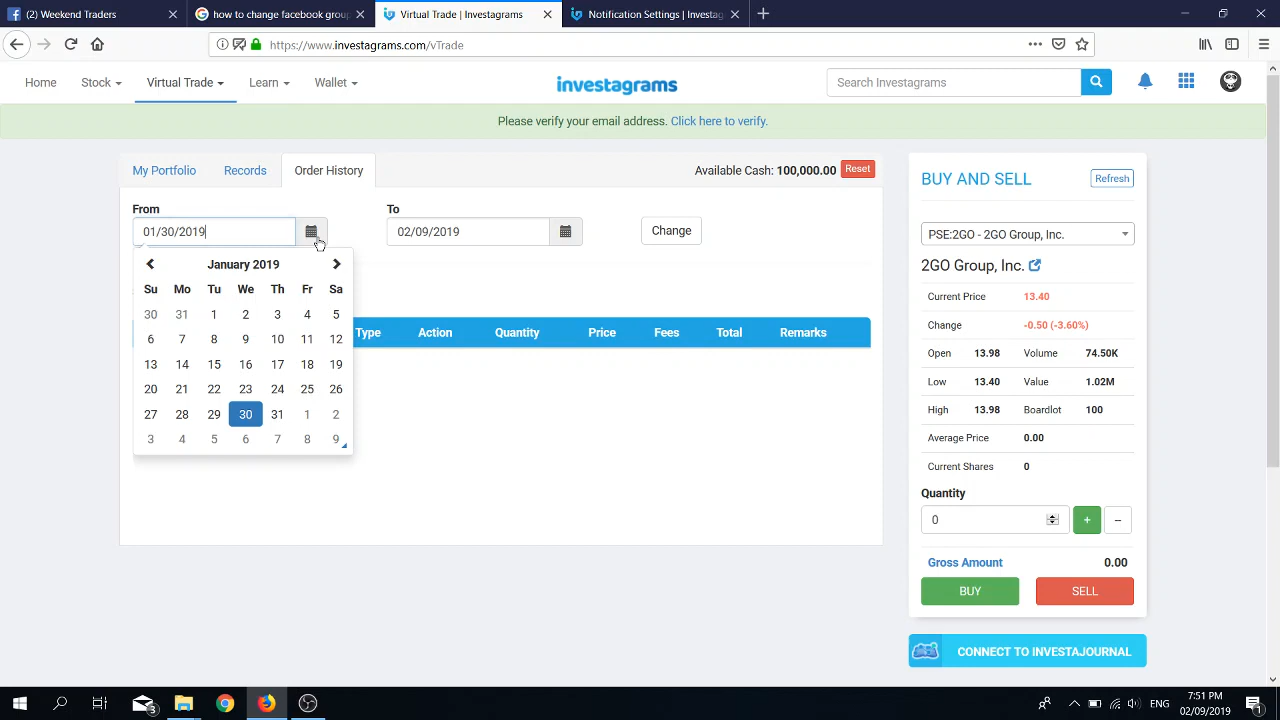 (2) Weekend Traders
how to change facebook group
Virtual Trade | Investagrams
Notification Settings | Investag
https://www.investagrams.com/vTrade
Home
Stock
Virtual Trade
Learn
Wallet
investagrams
Search Investagrams
Please verify your email address. Click here to verify.
My Portfolio
Records
Order History
Available Cash: 100,000.00
Reset
From
01/30/2019
To
02/09/2019
Change
January 2019
Su Mo Tu We Th Fr Sa
30 31 1 2 3 4 5
6 7 8 9 10 11 12
13 14 15 16 17 18 19
20 21 22 23 24 25 26
27 28 29 30 31 1 2
3 4 5 6 7 8 9
Type Action Quantity Price Fees Total Remarks
BUY AND SELL
Refresh
PSE:2GO - 2GO Group, Inc.
2GO Group, Inc.
Current Price 13.40
Change -0.50 (-3.60%)
Open 13.98 Volume 74.50K
Low 13.40 Value 1.02M
High 13.98 Boardlot 100
Average Price 0.00
Current Shares 0
Quantity
0
+
−
Gross Amount 0.00
BUY
SELL
CONNECT TO INVESTAJOURNAL
3
ENG
7:51 PM
02/09/2019
1